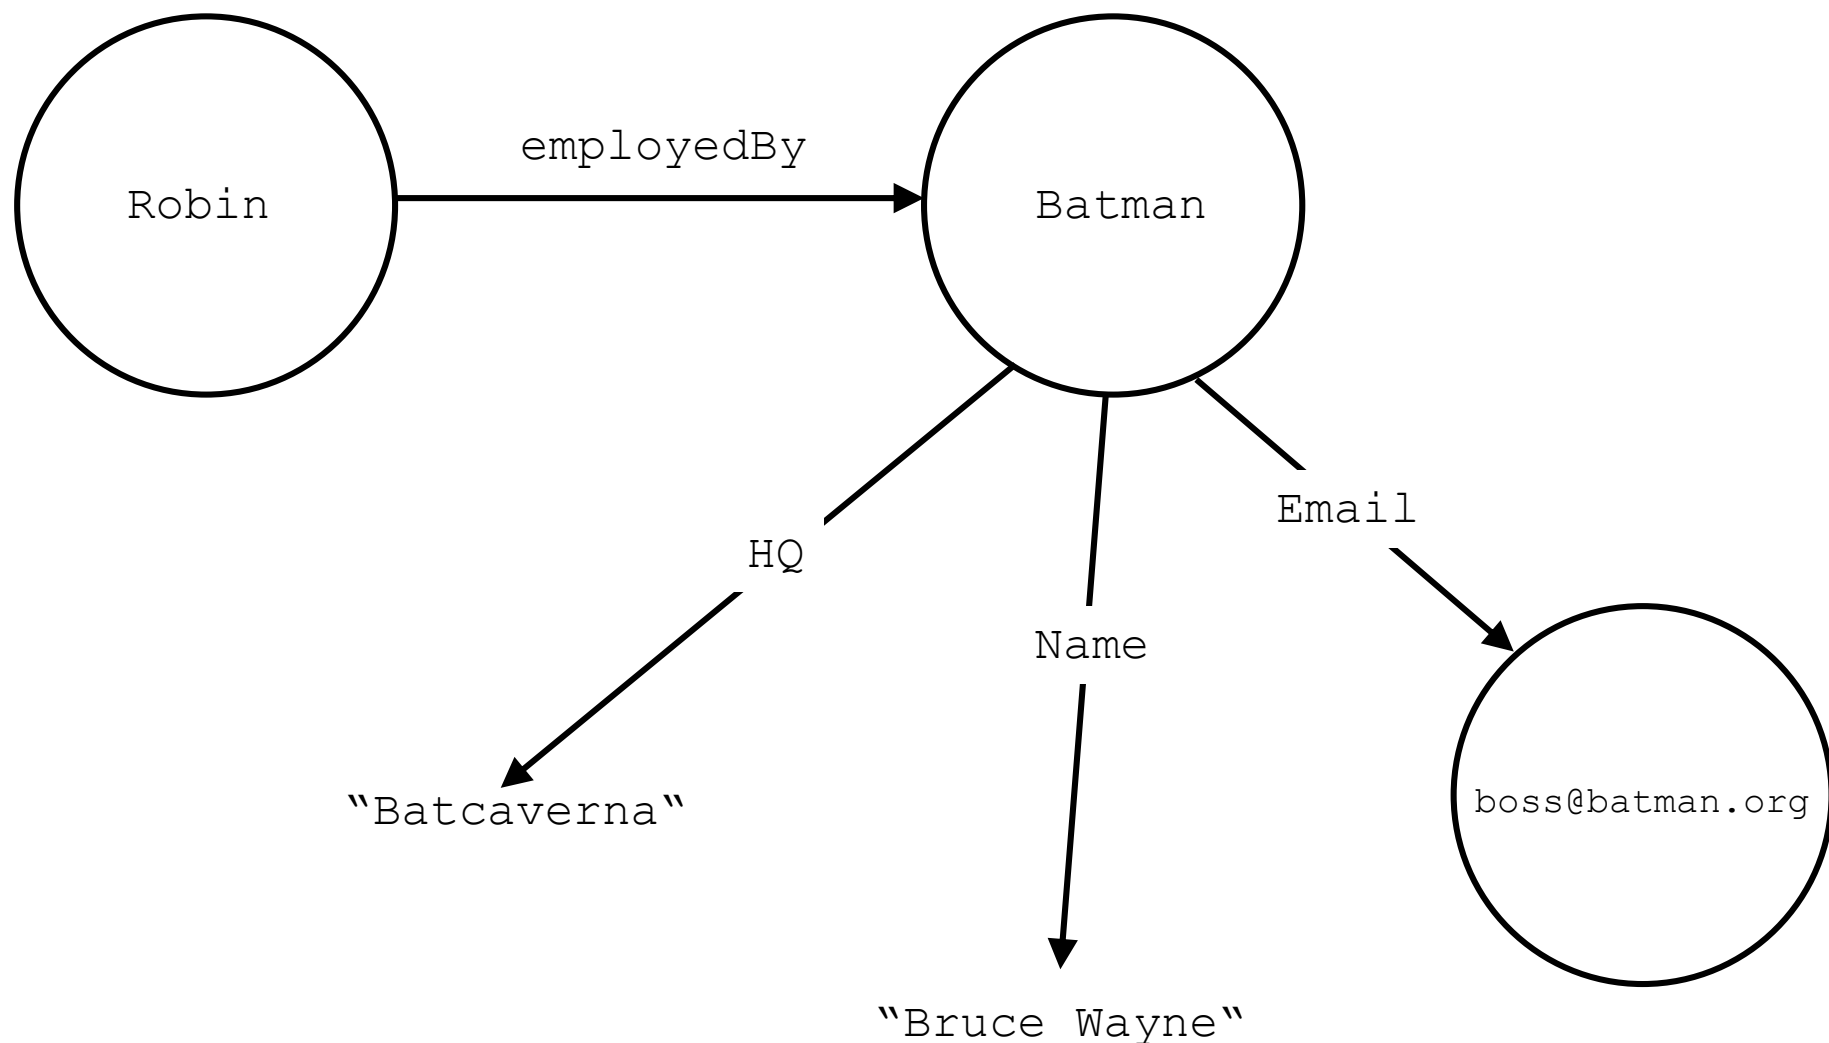 employedBy
Robin
Batman
Email
HQ
Name
boss@batman.org
“Batcaverna“
“Bruce Wayne“